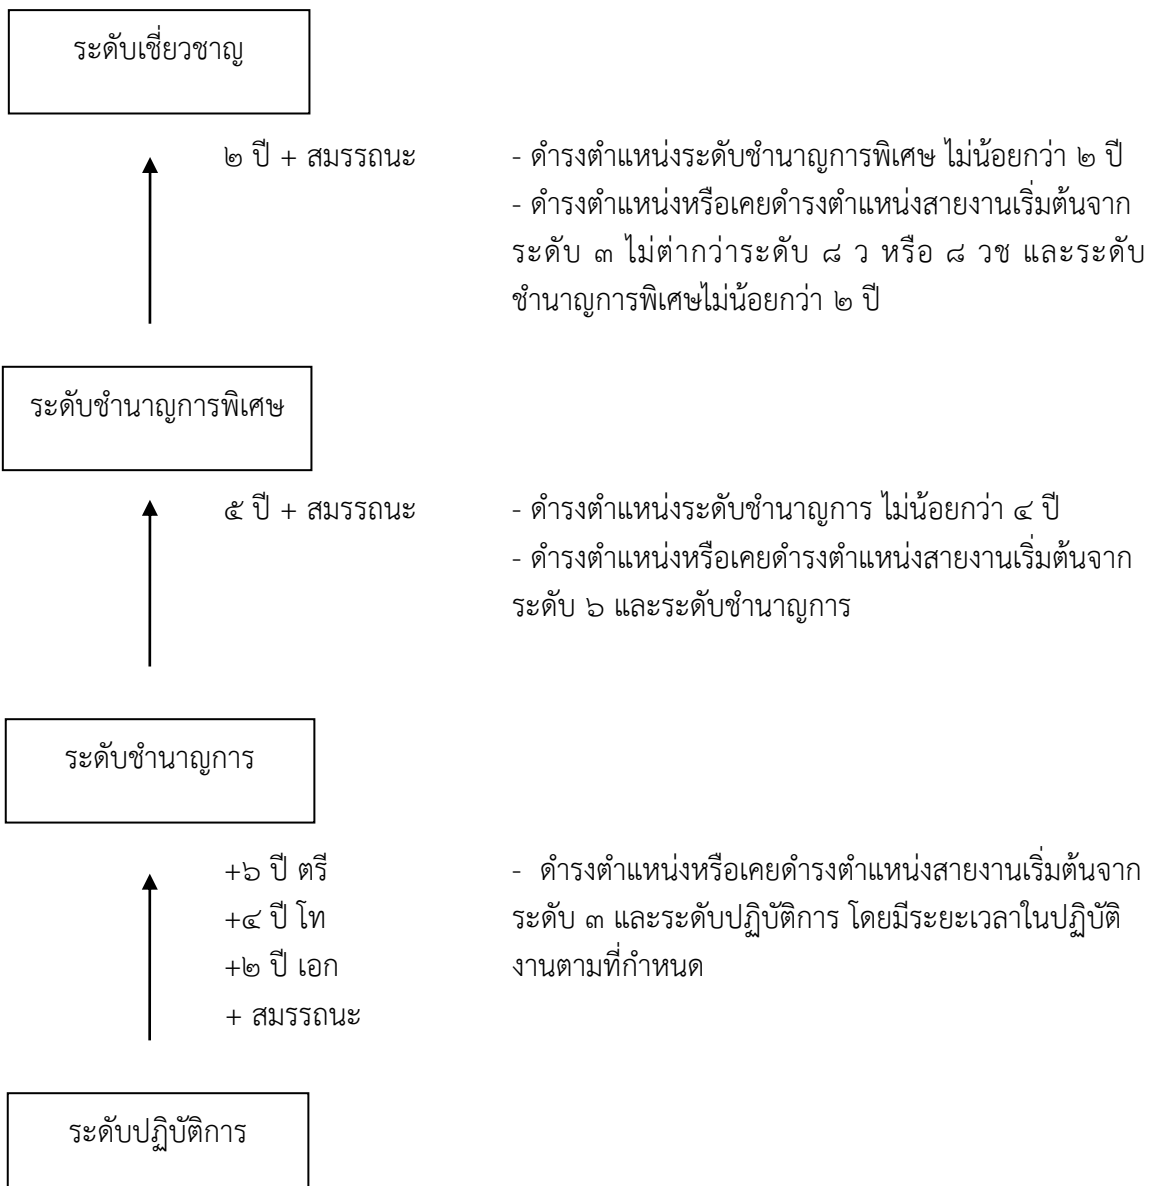 ระดับเชี่ยวชาญ
๒ ปี + สมรรถนะ
- ดำรงตำแหน่งระดับชำนาญการพิเศษ ไม่น้อยกว่า ๒ ปี
- ดำรงตำแหน่งหรือเคยดำรงตำแหน่งสายงานเริ่มต้นจาก
ระดับ ๓ ไม่ต่ากว่าระดับ ๘ ว หรือ ๘ วช และระดับ
ชำนาญการพิเศษไม่น้อยกว่า ๒ ปี
ระดับชำนาญการพิเศษ
๕ ปี + สมรรถนะ
- ดำรงตำแหน่งระดับชำนาญการ ไม่น้อยกว่า ๔ ปี
- ดำรงตำแหน่งหรือเคยดำรงตำแหน่งสายงานเริ่มต้นจาก
ระดับ ๖ และระดับชำนาญการ
ระดับชำนาญการ
+๖ ปี ตรี
+๔ ปี โท
+๒ ปี เอก
+ สมรรถนะ
- ดำรงตำแหน่งหรือเคยดำรงตำแหน่งสายงานเริ่มต้นจาก
ระดับ ๓ และระดับปฏิบัติการ โดยมีระยะเวลาในปฏิบัติ
งานตามที่กำหนด
ระดับปฏิบัติการ